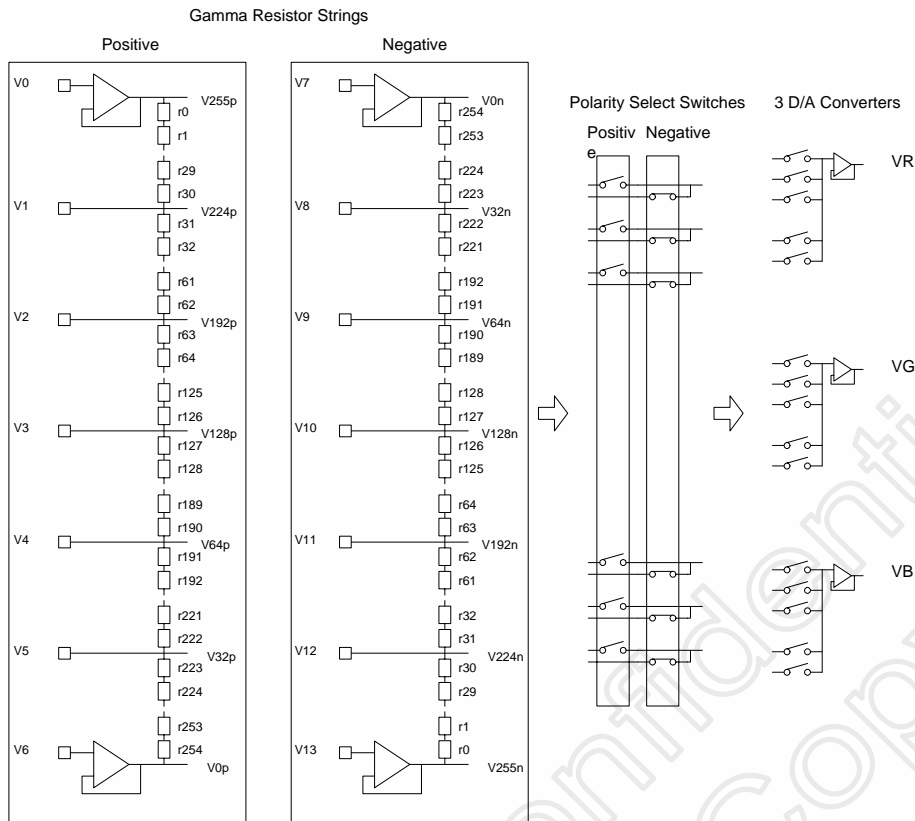 Gamma Resistor Strings
Positive
Negative
V0
V255p
r0
r1
r29
r30
V1
V224p
r31
r32
r61
r62
V2
V192p
r63
r64
r125
r126
V3
V128p
r127
r128
r189
r190
V4
V64p
r191
r192
r221
r222
V5
V32p
r223
r224
r253
r254
V6
V0p
V7
V0n
r254
r253
r224
r223
V8
V32n
r222
r221
r192
r191
V9
V64n
r190
r189
r128
r127
V10
V128n
r126
r125
r64
r63
V11
V192n
r62
r61
r32
r31
V12
V224n
r30
r29
r1
r0
V13
V255n
Polarity Select Switches
Positiv
e
Negative
3 D/A Converters
VR
VG
VB